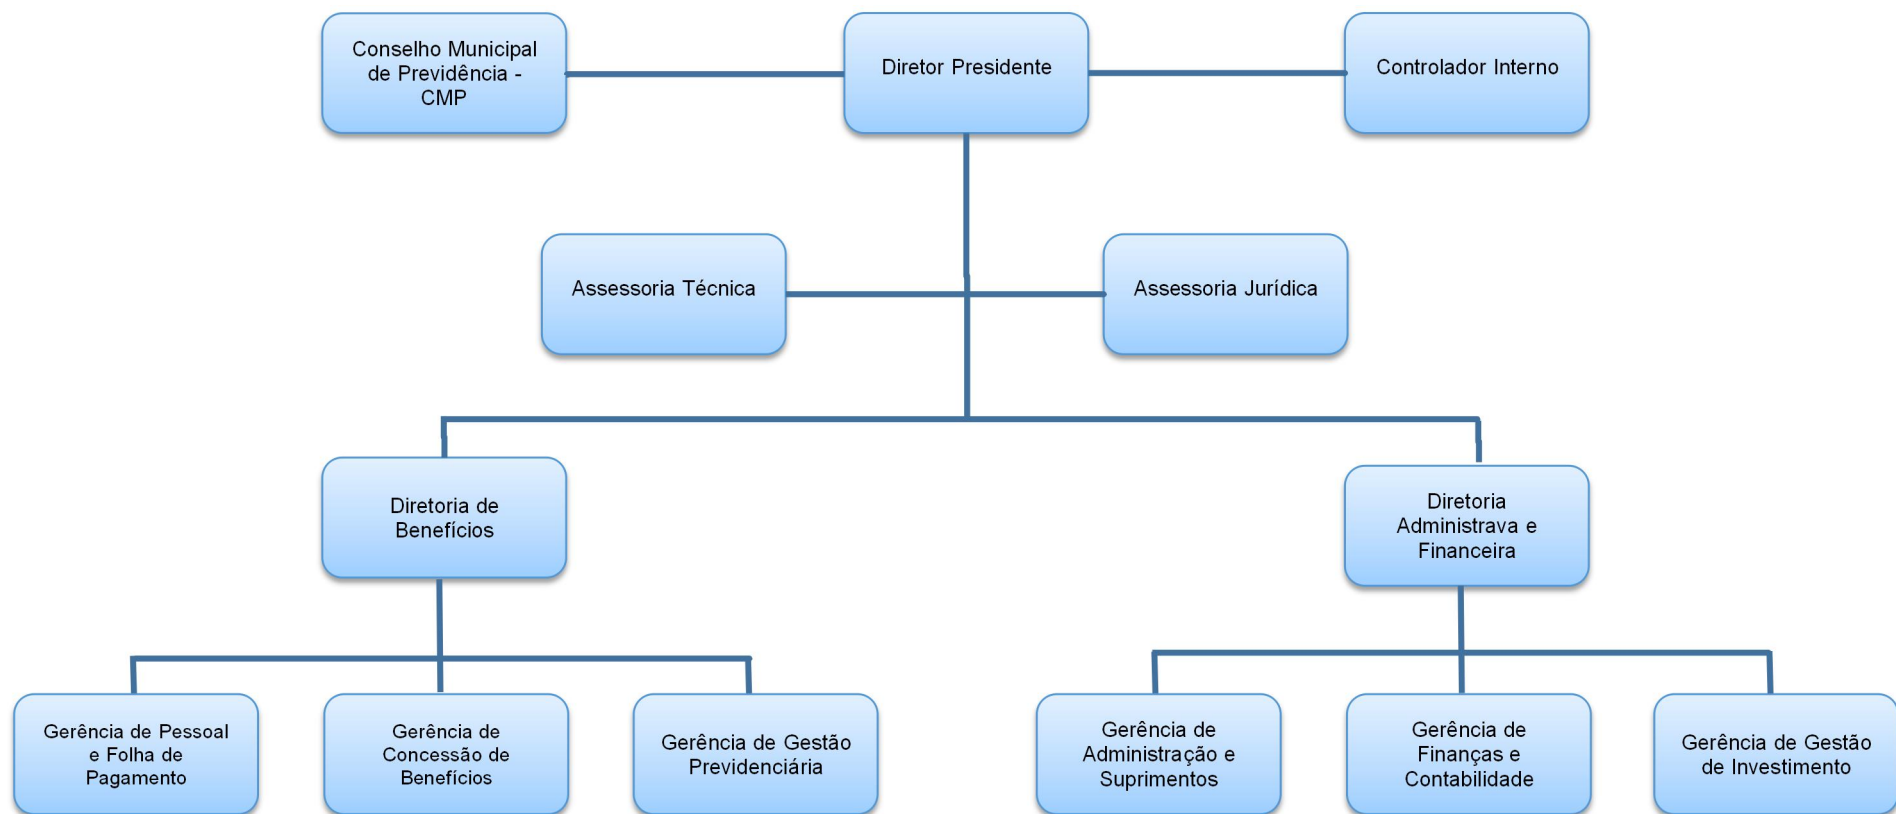 Conselho Municipal
de Previdência -
CMP
Diretor Presidente
Controlador Interno
Assessoria Técnica
Assessoria Jurídica
Diretoria de
Benefícios
Diretoria
Administrava e
Financeira
Gerência de Pessoal
e Folha de
Pagamento
Gerência de
Concessão de
Benefícios
Gerência de Gestão
Previdenciária
Gerência de
Administração e
Suprimentos
Gerência de
Finanças e
Contabilidade
Gerência de Gestão
de Investimento